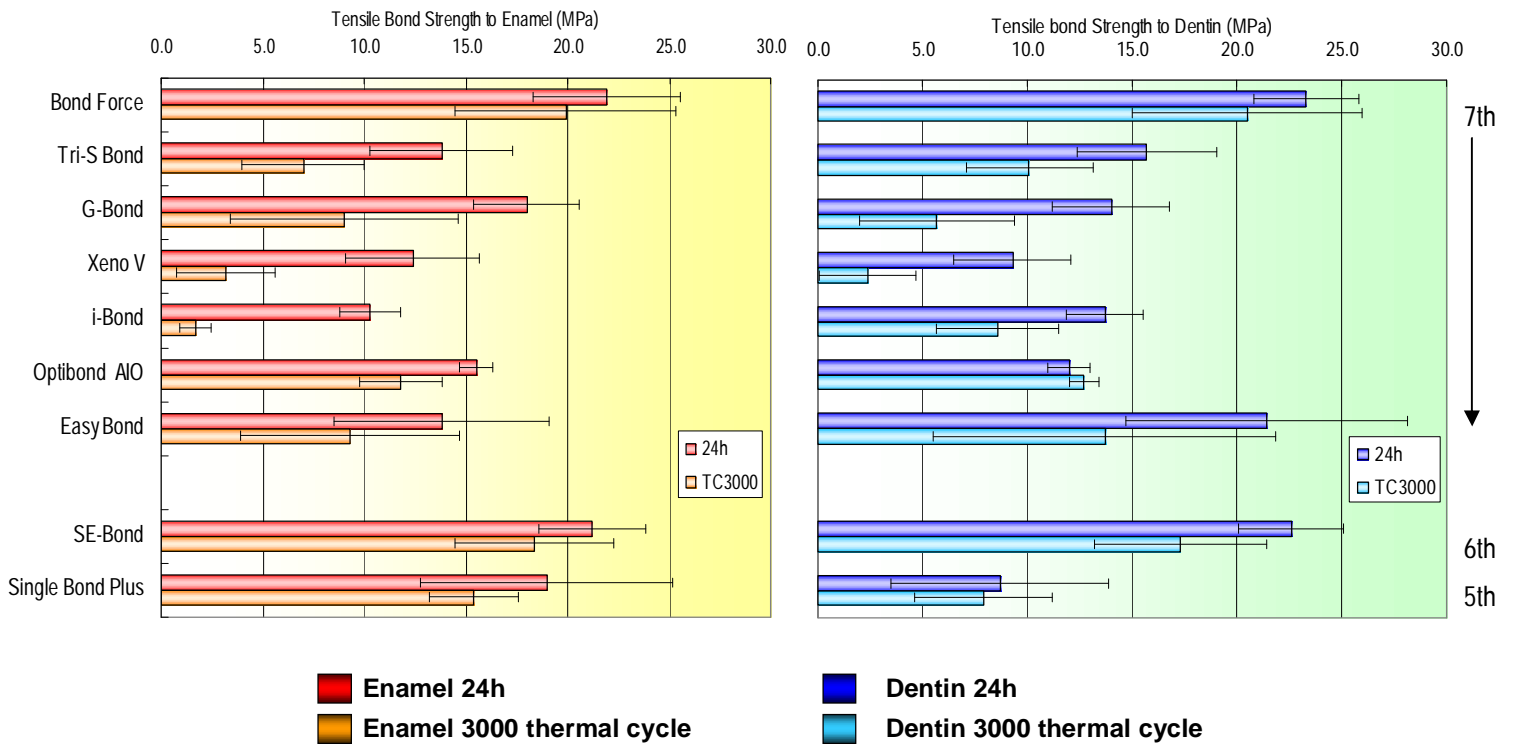 Tensile Bond Strength to Enamel (MPa)
0.0 5.0 10.0 15.0 20.0 25.0 30.0
Bond Force
Tri-S Bond
G-Bond
Xeno V
i-Bond
Optibond AIO
Easy Bond
SE-Bond
Single Bond Plus
24h
TC3000
Tensile bond Strength to Dentin (MPa)
0.0 5.0 10.0 15.0 20.0 25.0 30.0
24h
TC3000
7th
6th
5th
Enamel 24h
Enamel 3000 thermal cycle
Dentin 24h
Dentin 3000 thermal cycle